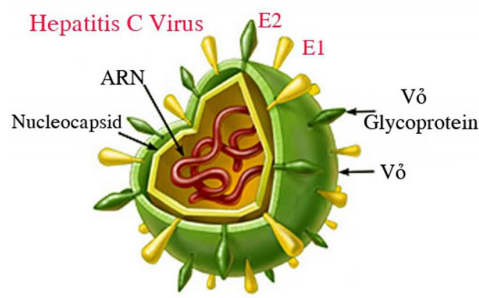 Hepatitis C Virus
E2
E1
ARN
Nucleocapsid
Vỏ
Glycoprotein
Vỏ